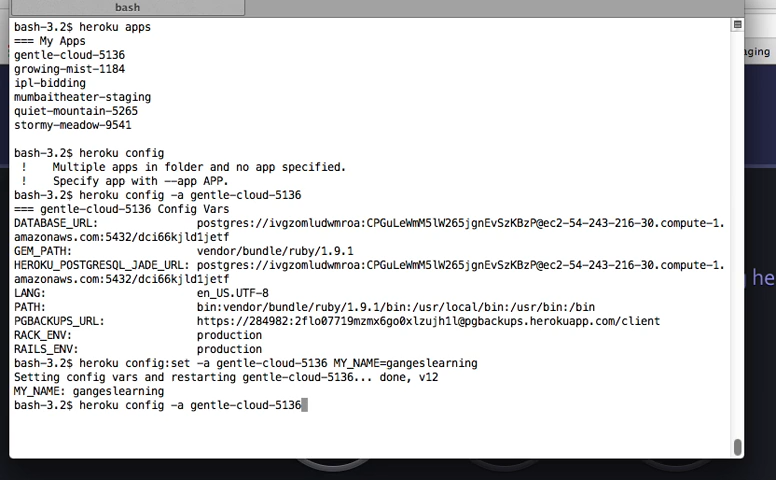 bash
bash-3.2$ heroku apps
=== My Apps
gentle-cloud-5136
growing-mist-1184
ipl-bidding
mumbaitheater-staging
quiet-mountain-5265
stormy-meadow-9541
bash-3.2$ heroku config
!    Multiple apps in folder and no app specified.
!    Specify app with --app APP.
bash-3.2$ heroku config -a gentle-cloud-5136
=== gentle-cloud-5136 Config Vars
DATABASE_URL: postgres://ivgzomludwmroa:CPGuLeWmM5lW265jgnEvSzKBzP@ec2-54-243-216-30.compute-1.
amazonaws.com:5432/dci66kjld1jetf
GEM_PATH: vendor/bundle/ruby/1.9.1
HEROKU_POSTGRESQL_JADE_URL: postgres://ivgzomludwmroa:CPGuLeWmM5lW265jgnEvSzKBzP@ec2-54-243-216-30.compute-1.
amazonaws.com:5432/dci66kjld1jetf
LANG: en_US.UTF-8
PATH: bin:vendor/bundle/ruby/1.9.1/bin:/usr/local/bin:/usr/bin:/bin
PGBACKUPS_URL: https://284982:2flo07719mzmx6go0xlzujh1l@pgbackups.herokuapp.com/client
RACK_ENV: production
RAILS_ENV: production
bash-3.2$ heroku config:set -a gentle-cloud-5136 MY_NAME=gangeslearning
Setting config vars and restarting gentle-cloud-5136... done, v12
MY_NAME: gangeslearning
bash-3.2$ heroku config -a gentle-cloud-5136
aging
he